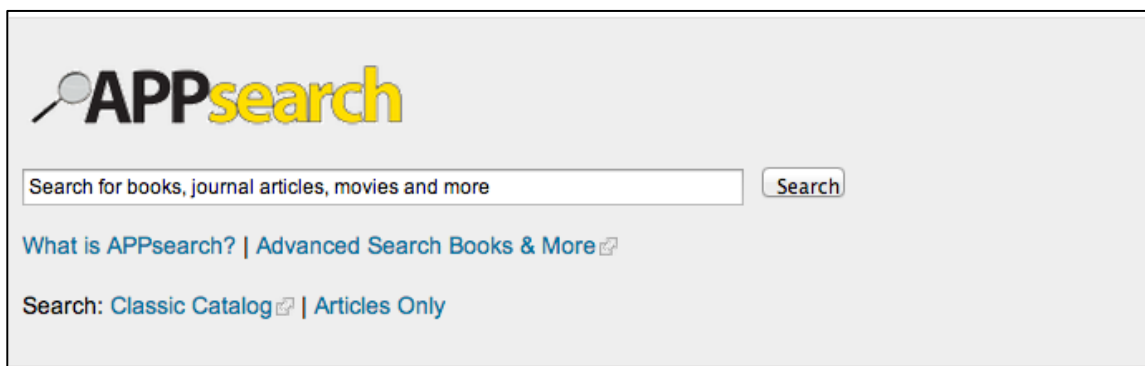 APPsearch
Search for books, journal articles, movies and more Search
What is APPsearch? | Advanced Search Books & More
Search: Classic Catalog | Articles Only